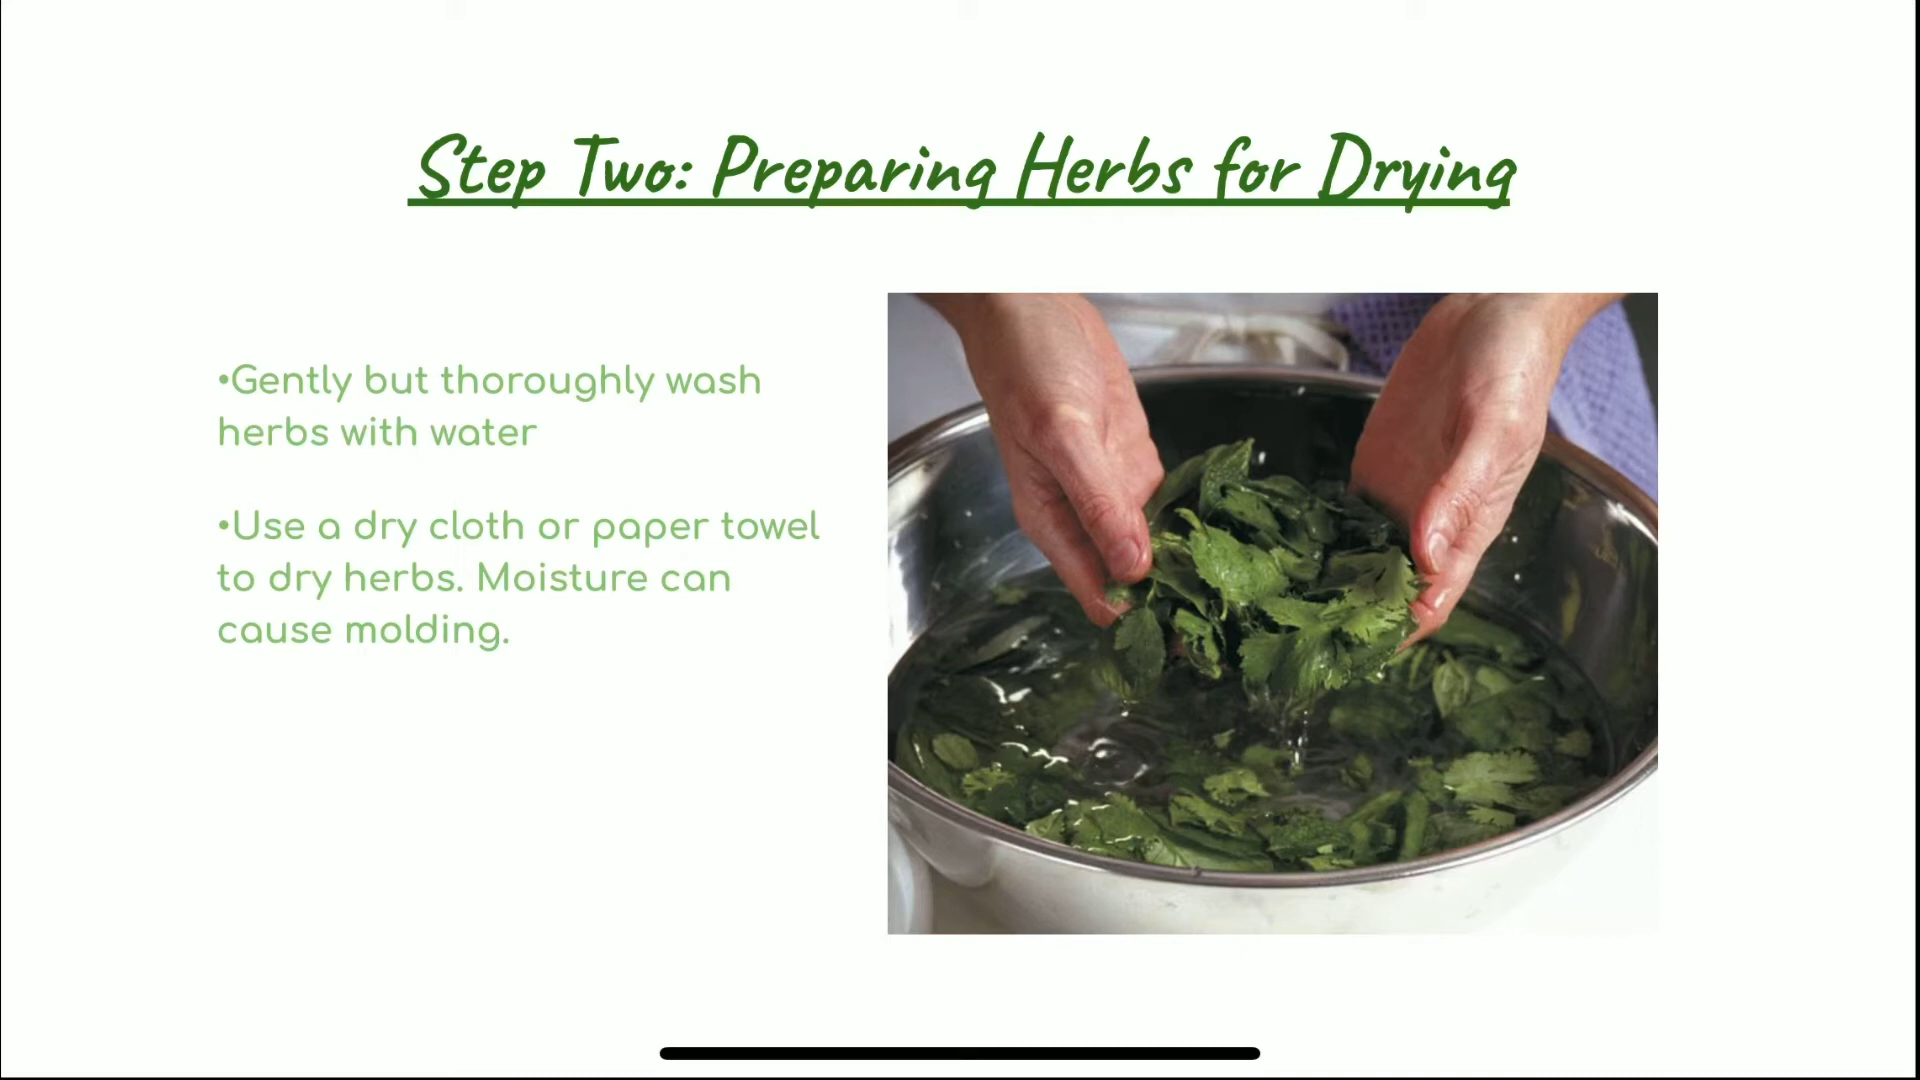 Step Two: Preparing Herbs for Drying
•Gently but thoroughly wash
herbs with water
•Use a dry cloth or paper towel
to dry herbs. Moisture can
cause molding.